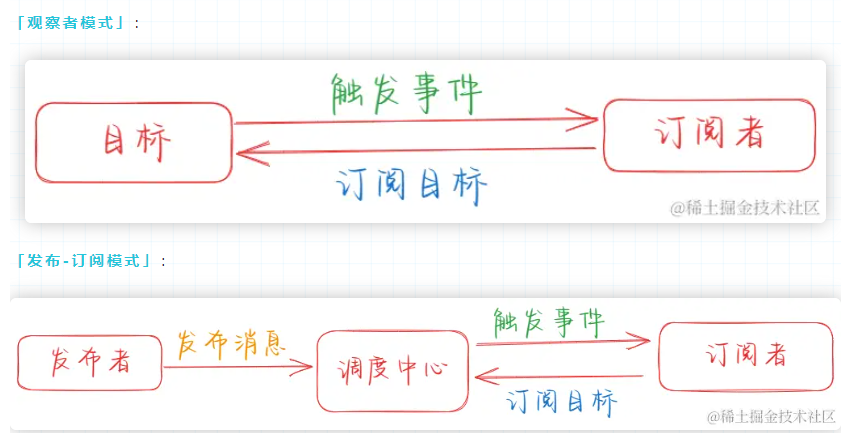 「观察者模式」：
触发事件
目标
订阅者
订阅目标
@稀土掘金技术社区
「发布-订阅模式」：
触发事件
发布者
发布消息
调度中心
订阅者
订阅目标
@稀土掘金技术社区